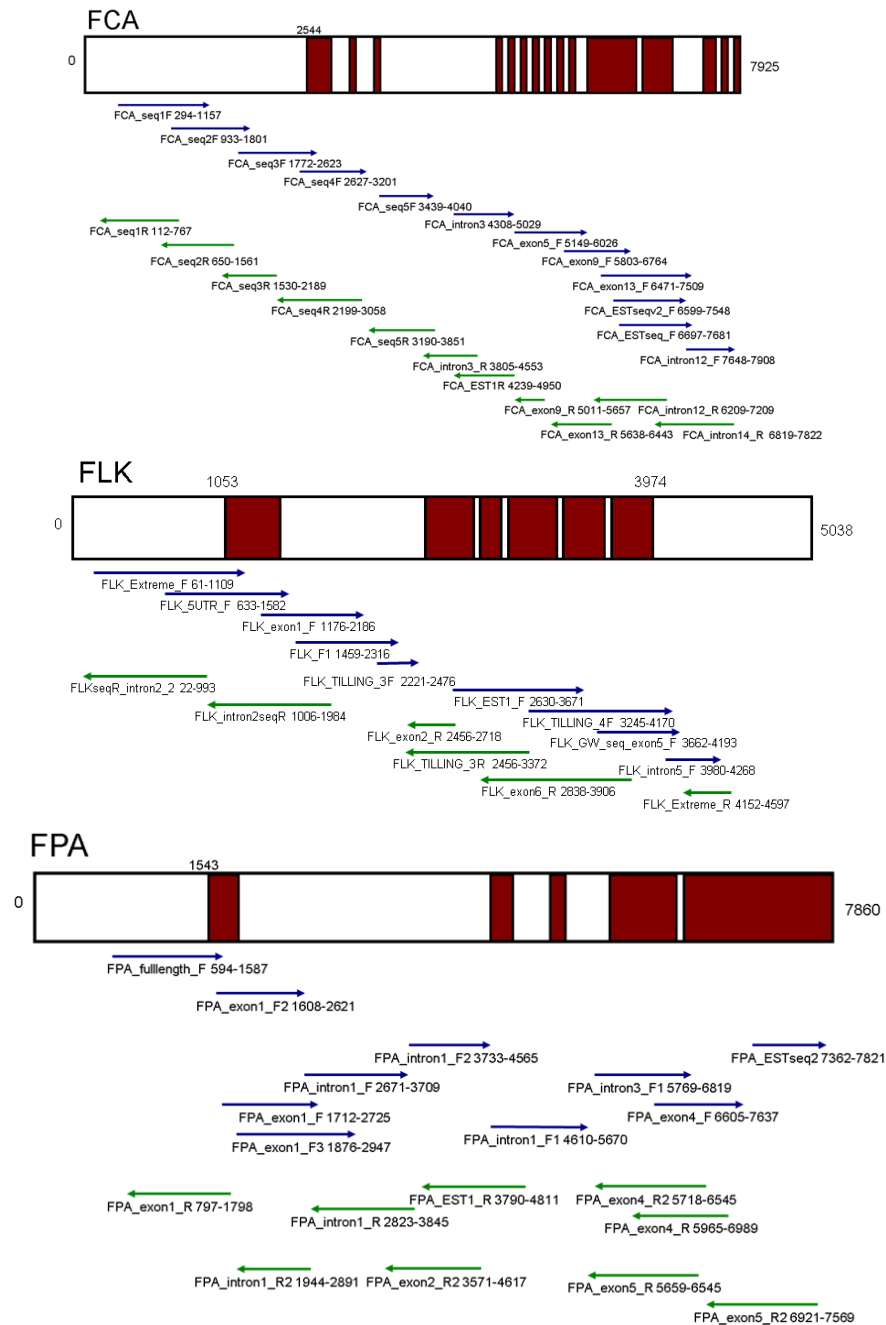 FCA
2544
0
7925
FCA_seq1F 294-1157
FCA_seq2F 933-1801
FCA_seq3F 1772-2623
FCA_seq4F 2627-3201
FCA_seq5F 3439-4040
FCA_intron3 4308-5029
FCA_seq1R 112-767
FCA_exon5_F 5149-6026
FCA_seq2R 650-1561
FCA_exon9_F 5803-6764
FCA_seq3R 1530-2189
FCA_exon13_F 6471-7509
FCA_seq4R 2199-3058
FCA_ESTseqv2_F 6599-7548
FCA_seq5R 3190-3851
FCA_ESTseq_F 6697-7681
FCA_intron3_R 3805-4553
FCA_intron12_F 7648-7908
FCA_EST1R 4239-4950
FCA_exon9_R 5011-5657
FCA_intron12_R 6209-7209
FCA_exon13_R 5638-6443
FCA_intron14_R 6819-7822
FLK
1053
3974
0
5038
FLK_Extreme_F 61-1109
FLK_5UTR_F 633-1582
FLK_exon1_F 1176-2186
FLK_F1 1459-2316
FLK_TILLING_3F 2221-2476
FLKseqR_intron2_2 22-993
FLK_EST1_F 2630-3671
FLK_intron2seqR 1006-1984
FLK_TILLING_4F 3245-4170
FLK_exon2_R 2456-2718
FLK_GW_seq_exon5_F 3662-4193
FLK_TILLING_3R 2456-3372
FLK_intron5_F 3980-4268
FLK_exon6_R 2838-3906
FLK_Extreme_R 4152-4597
FPA
1543
0
7860
FPA_fulllength_F 594-1587
FPA_exon1_F2 1608-2621
FPA_intron1_F2 3733-4565
FPA_ESTseq2 7362-7821
FPA_intron1_F 2671-3709
FPA_intron3_F1 5769-6819
FPA_exon1_F 1712-2725
FPA_exon4_F 6605-7637
FPA_exon1_F3 1876-2947
FPA_intron1_F1 4610-5670
FPA_exon1_R 797-1798
FPA_EST1_R 3790-4811
FPA_exon4_R2 5718-6545
FPA_intron1_R 2823-3845
FPA_exon4_R 5965-6989
FPA_intron1_R2 1944-2891
FPA_exon2_R2 3571-4617
FPA_exon5_R 5659-6545
FPA_exon5_R2 6921-7569